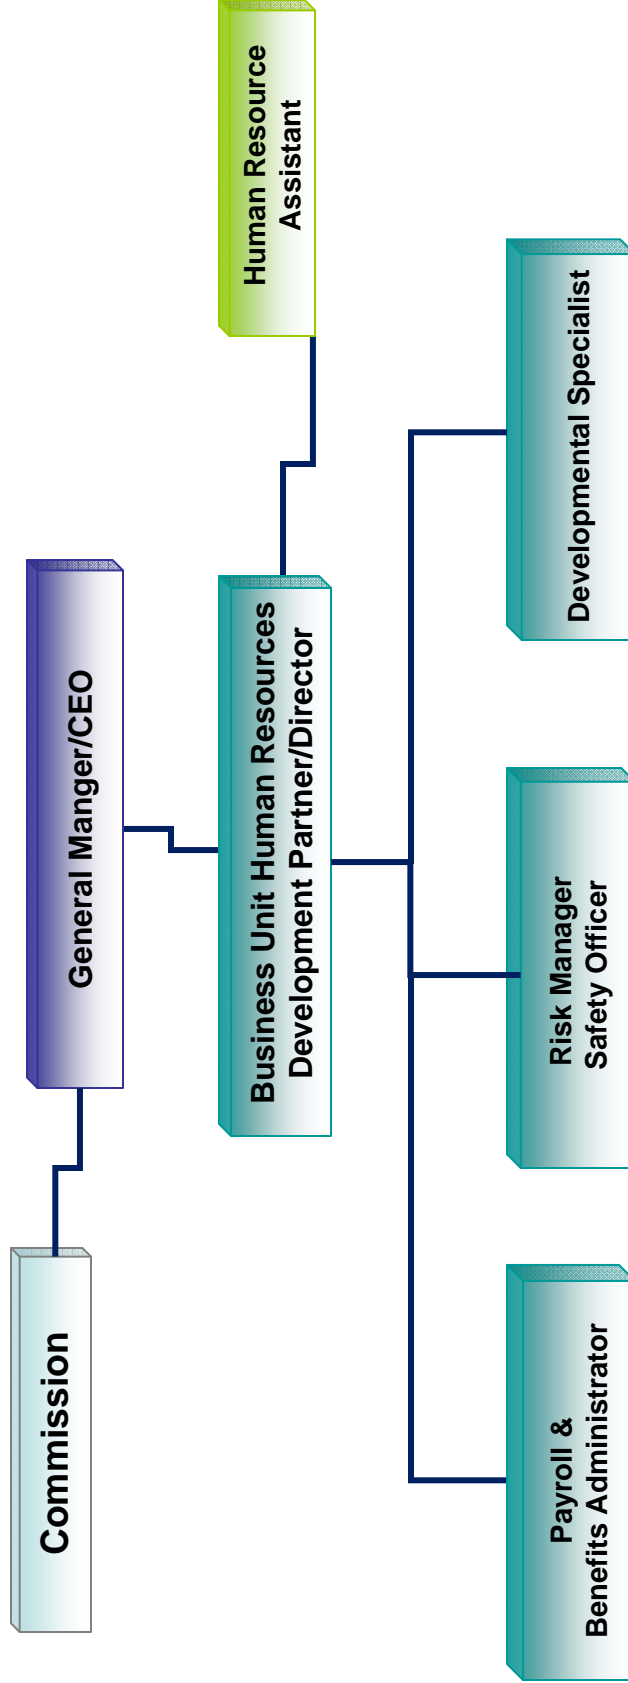 Commission
General Manger/CEO
Business Unit Human Resources
Development Partner/Director
Human Resource
Assistant
Payroll &
Benefits Administrator
Risk Manager
Safety Officer
Developmental Specialist